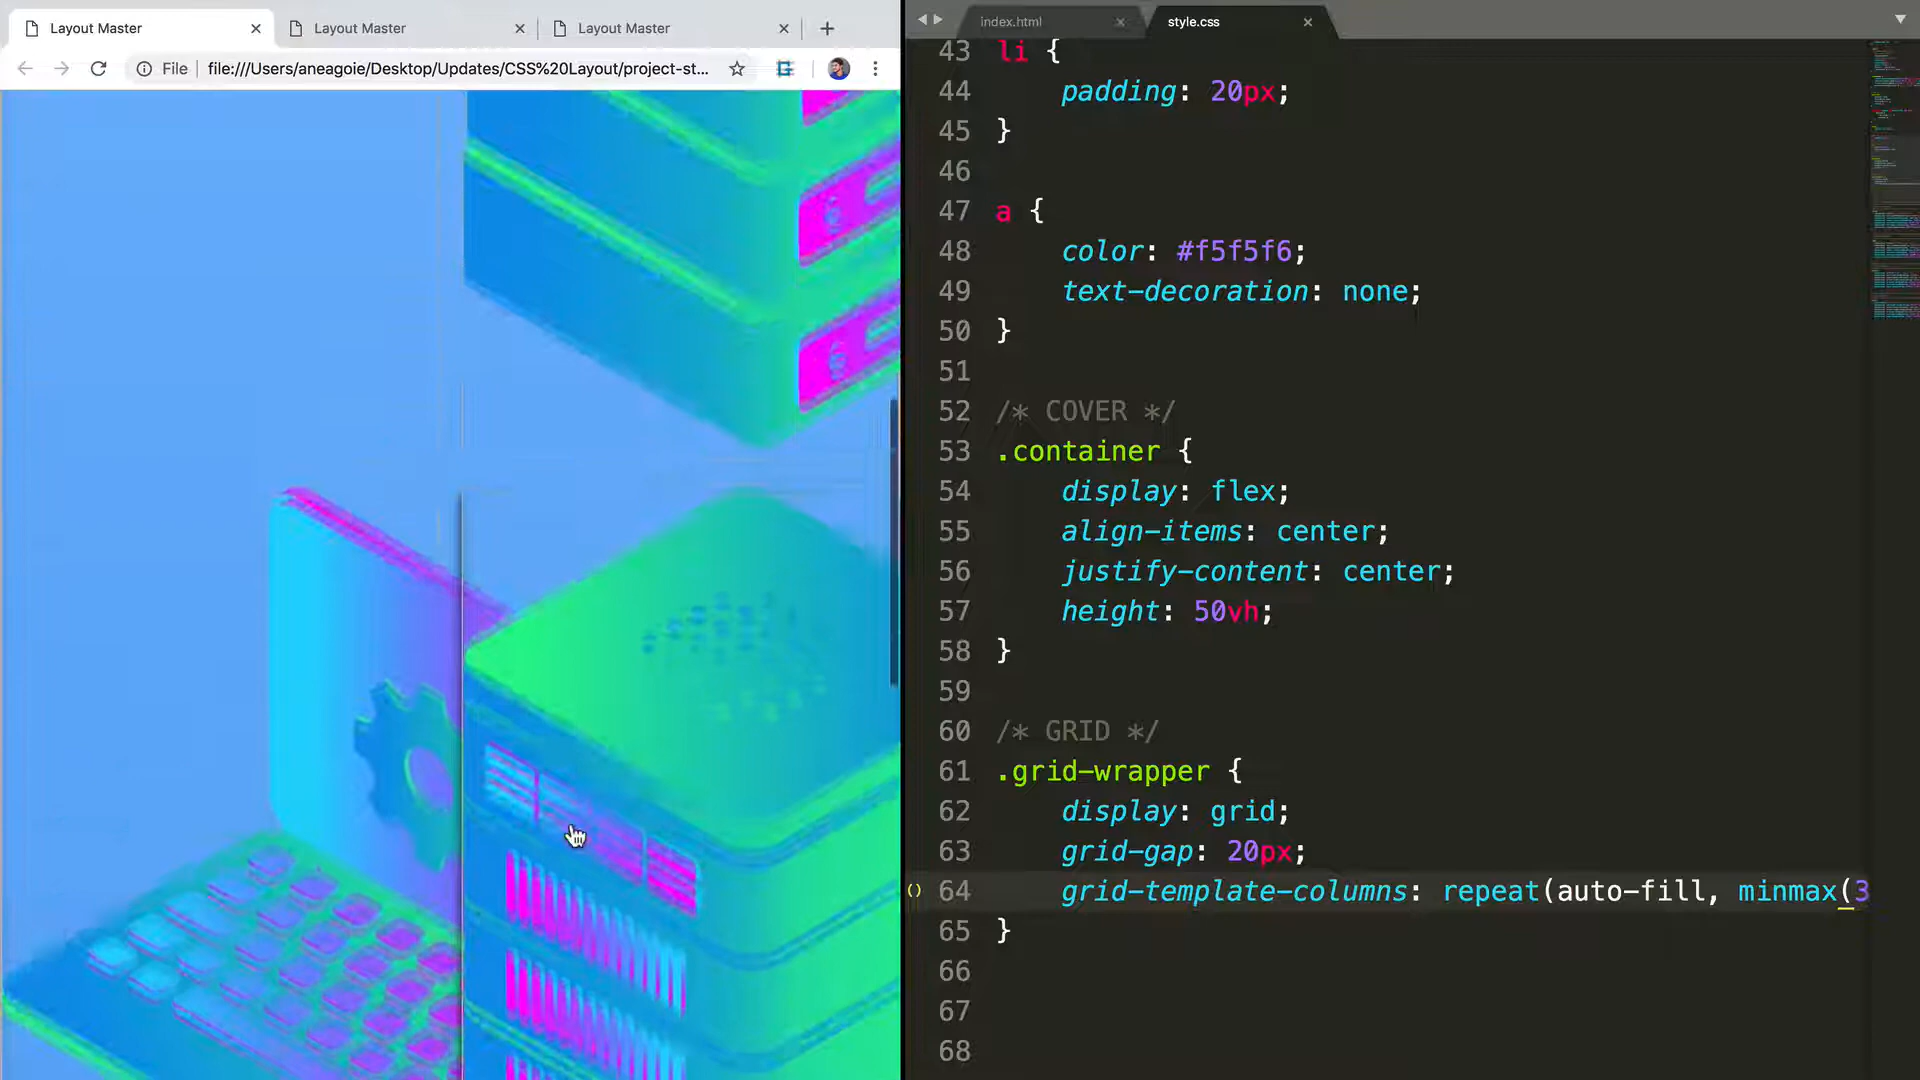 Layout Master
Layout Master
Layout Master
File
file:///Users/aneagoie/Desktop/Updates/CSS%20Layout/project-st...
index.html
style.css
43 li {
44 padding: 20px;
45 }
46
47 a {
48 color: #f5f5f6;
49 text-decoration: none;
50 }
51
52 /* COVER */
53 .container {
54 display: flex;
55 align-items: center;
56 justify-content: center;
57 height: 50vh;
58 }
59
60 /* GRID */
61 .grid-wrapper {
62 display: grid;
63 grid-gap: 20px;
64 grid-template-columns: repeat(auto-fill, minmax(3
65 }
66
67
68